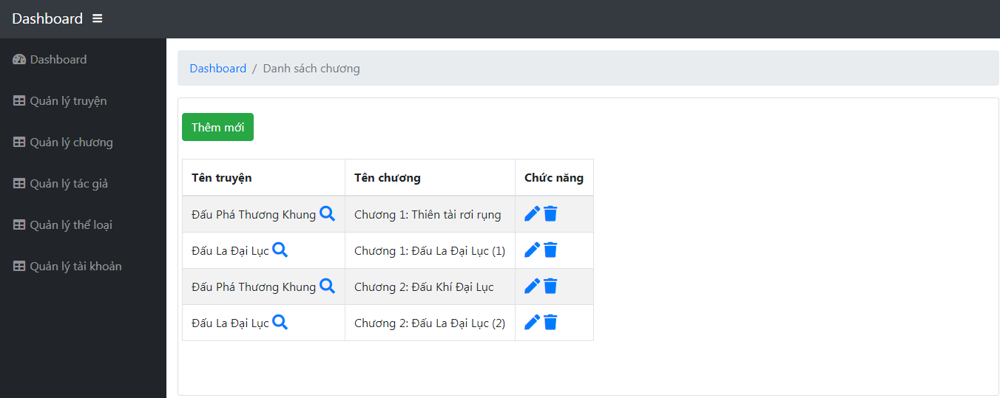 Dashboard
Dashboard
Quản lý truyện
Quản lý chương
Quản lý tác giả
Quản lý thể loại
Quản lý tài khoản
Dashboard / Danh sách chương
Thêm mới
Tên truyện Tên chương Chức năng
Đấu Phá Thương Khung Chương 1: Thiên tài rơi rụng
Đấu La Đại Lục Chương 1: Đấu La Đại Lục (1)
Đấu Phá Thương Khung Chương 2: Đấu Khí Đại Lục
Đấu La Đại Lục Chương 2: Đấu La Đại Lục (2)